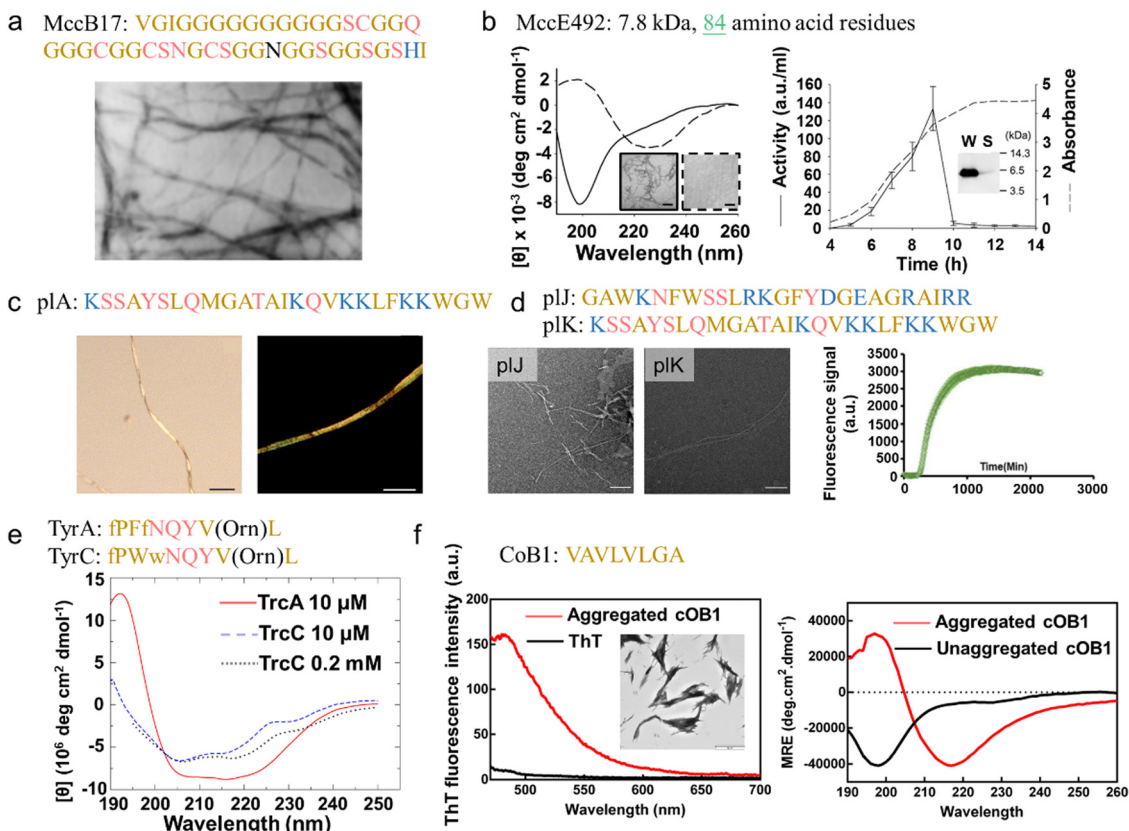 a
MccB17: VGIGGGGGGGGGGSCGGQ
GGGCGGCSNGCSGGNGGSGGSGSHI
b
MccE492: 7.8 kDa, 84 amino acid residues
[θ] x 10-3 (deg cm2 dmol-1)
2
0
-2
-4
-6
-8
200 220 240 260
Wavelength (nm)
Activity (a.u./ml)
160
140
120
100
80
60
40
20
0
4 6 8 10 12 14
Time (h)
5
4
3
2
1
0
Absorbance
W S (kDa)
14.3
6.5
3.5
c
plA: KSSAYSLQMGATAIKQVKKLFKKWGW
d
plJ: GAWKNFWSSLRKGFYDGEAGRAIRR
plK: KSSAYSLQMGATAIKQVKKLFKKWGW
plJ
plK
Fluorescence signal
(a.u.)
3500
3000
2500
2000
1500
1000
500
0
Time(Min)
0 1000 2000 3000
e
TyrA: fPFfNQYV(Orn)L
TyrC: fPWwNQYV(Orn)L
[θ] (106 deg cm2 dmol-1)
15
10
5
0
-5
-10
TrcA 10 μM
TrcC 10 μM
TrcC 0.2 mM
190 200 210 220 230 240 250
Wavelength (nm)
f
CoB1: VAVLVLGA
ThT fluorescence intensity (a.u.)
200
150
100
50
0
Aggregated cOB1
ThT
500 550 600 650 700
Wavelength (nm)
MRE (deg.cm2.dmol-1)
40000
20000
0
-20000
-40000
Aggregated cOB1
Unaggregated cOB1
190 200 210 220 230 240 250 260
Wavelength